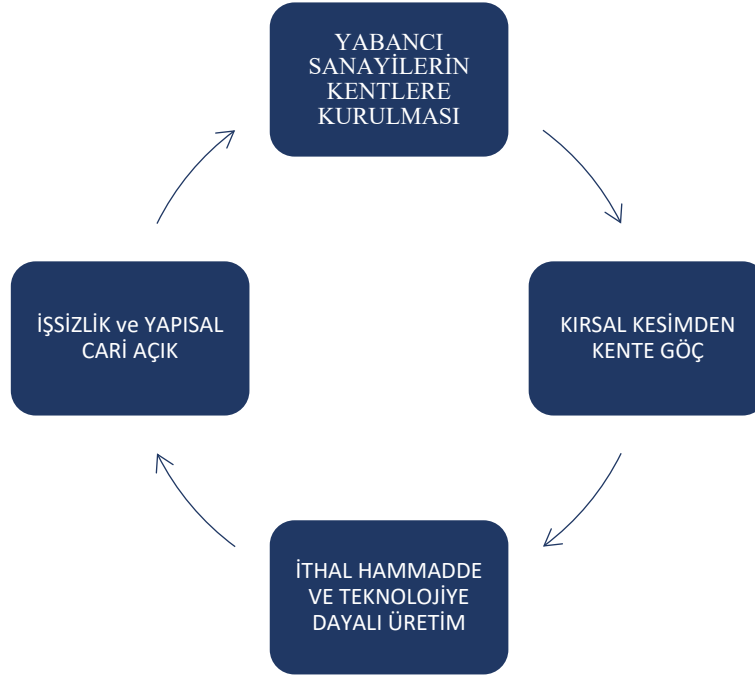 YABANCI
SANAYİLERİN
KENTLERE
KURULMASI
KIRSAL KESİMDEN
KENTE GÖÇ
İTHAL HAMMADDE
VE TEKNOLOJİYE
DAYALI ÜRETİM
İŞSİZLİK ve YAPISAL
CARİ AÇIK